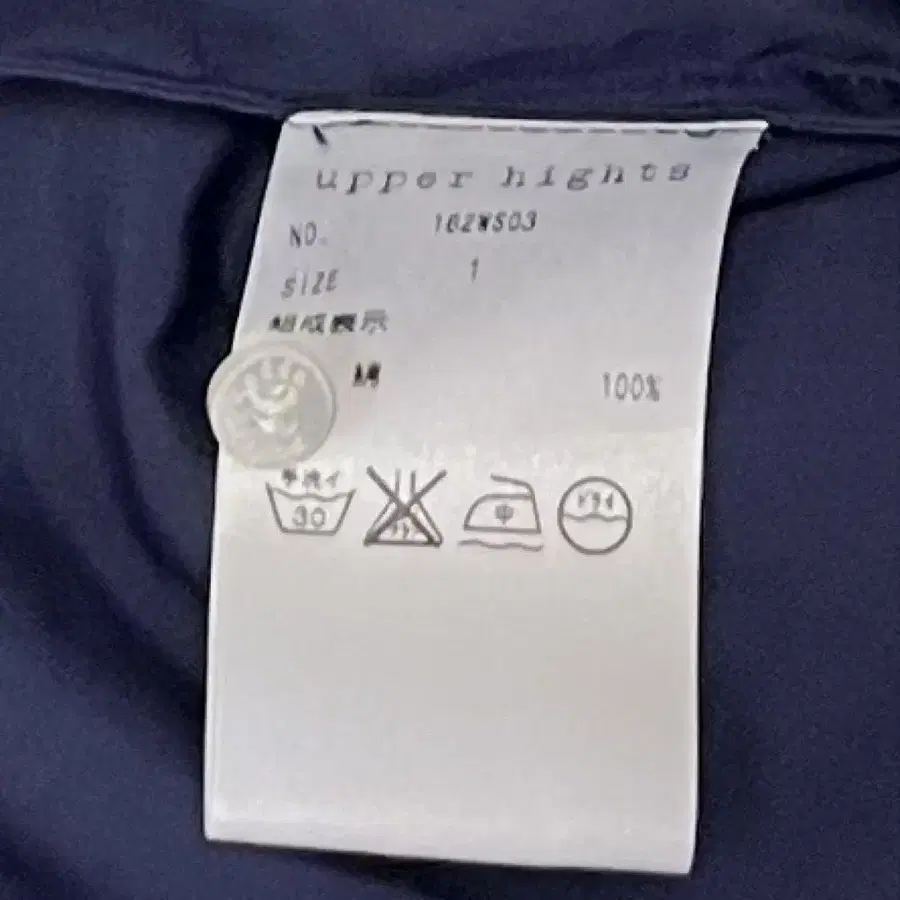 upper hights
NO. 162WS03
SIZE 1
組成表示
綿 100%
手洗イ 30 中 ドライ